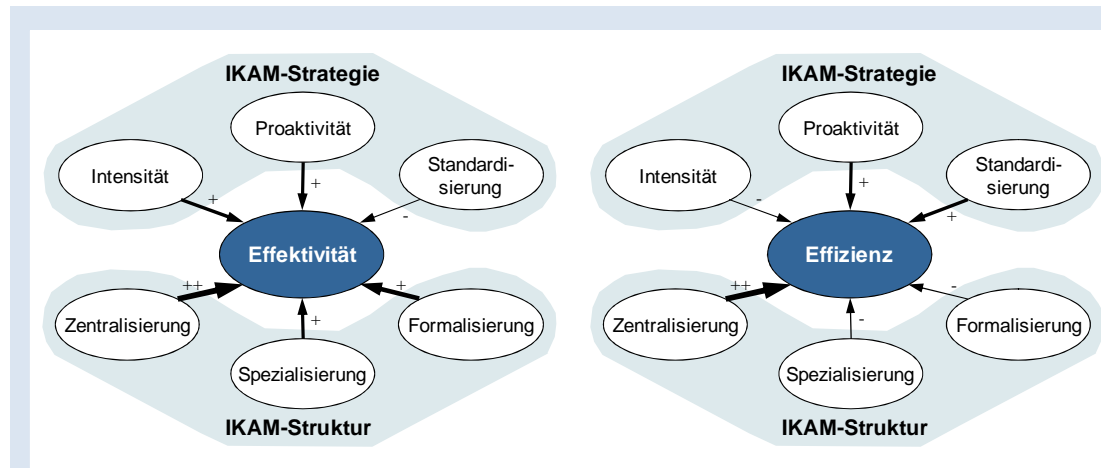 IKAM-Strategie
Proaktivität
Intensität
Standardi-
sierung
+
+
-
Effektivität
++
+
+
Zentralisierung
Formalisierung
Spezialisierung
IKAM-Struktur
IKAM-Strategie
Proaktivität
Intensität
Standardi-
sierung
-
+
+
Effizienz
++
-
-
Zentralisierung
Formalisierung
Spezialisierung
IKAM-Struktur